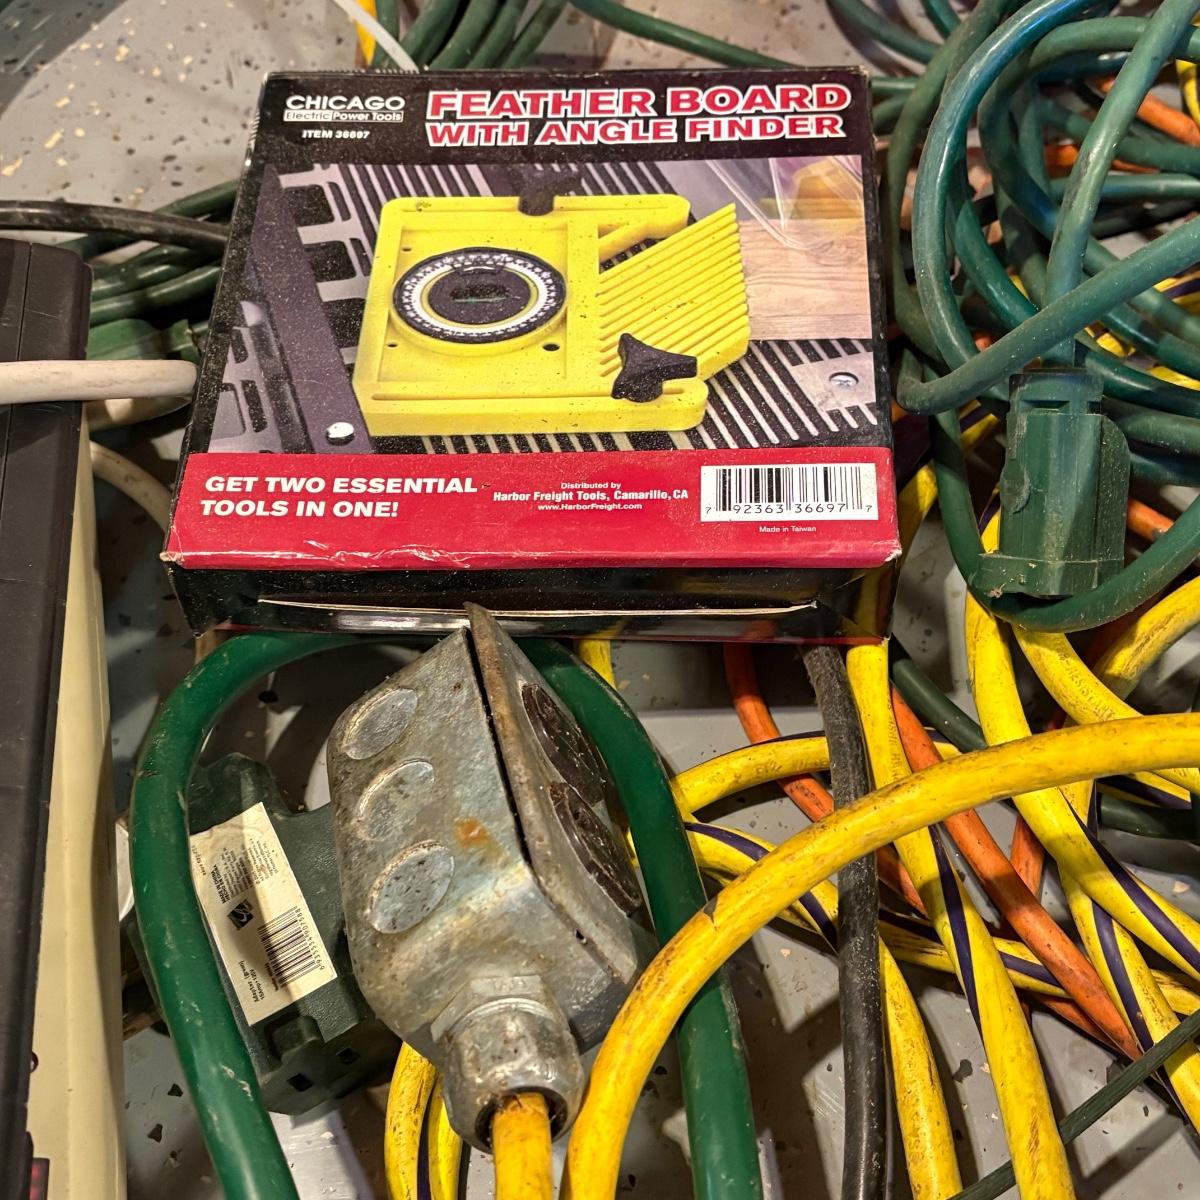 CHICAGO
Electric Power Tools
ITEM 36697
FEATHER BOARD
WITH ANGLE FINDER
GET TWO ESSENTIAL
TOOLS IN ONE!
Distributed by
Harbor Freight Tools, Camarillo, CA
www.HarborFreight.com
7 92363 36697 7
Made in Taiwan